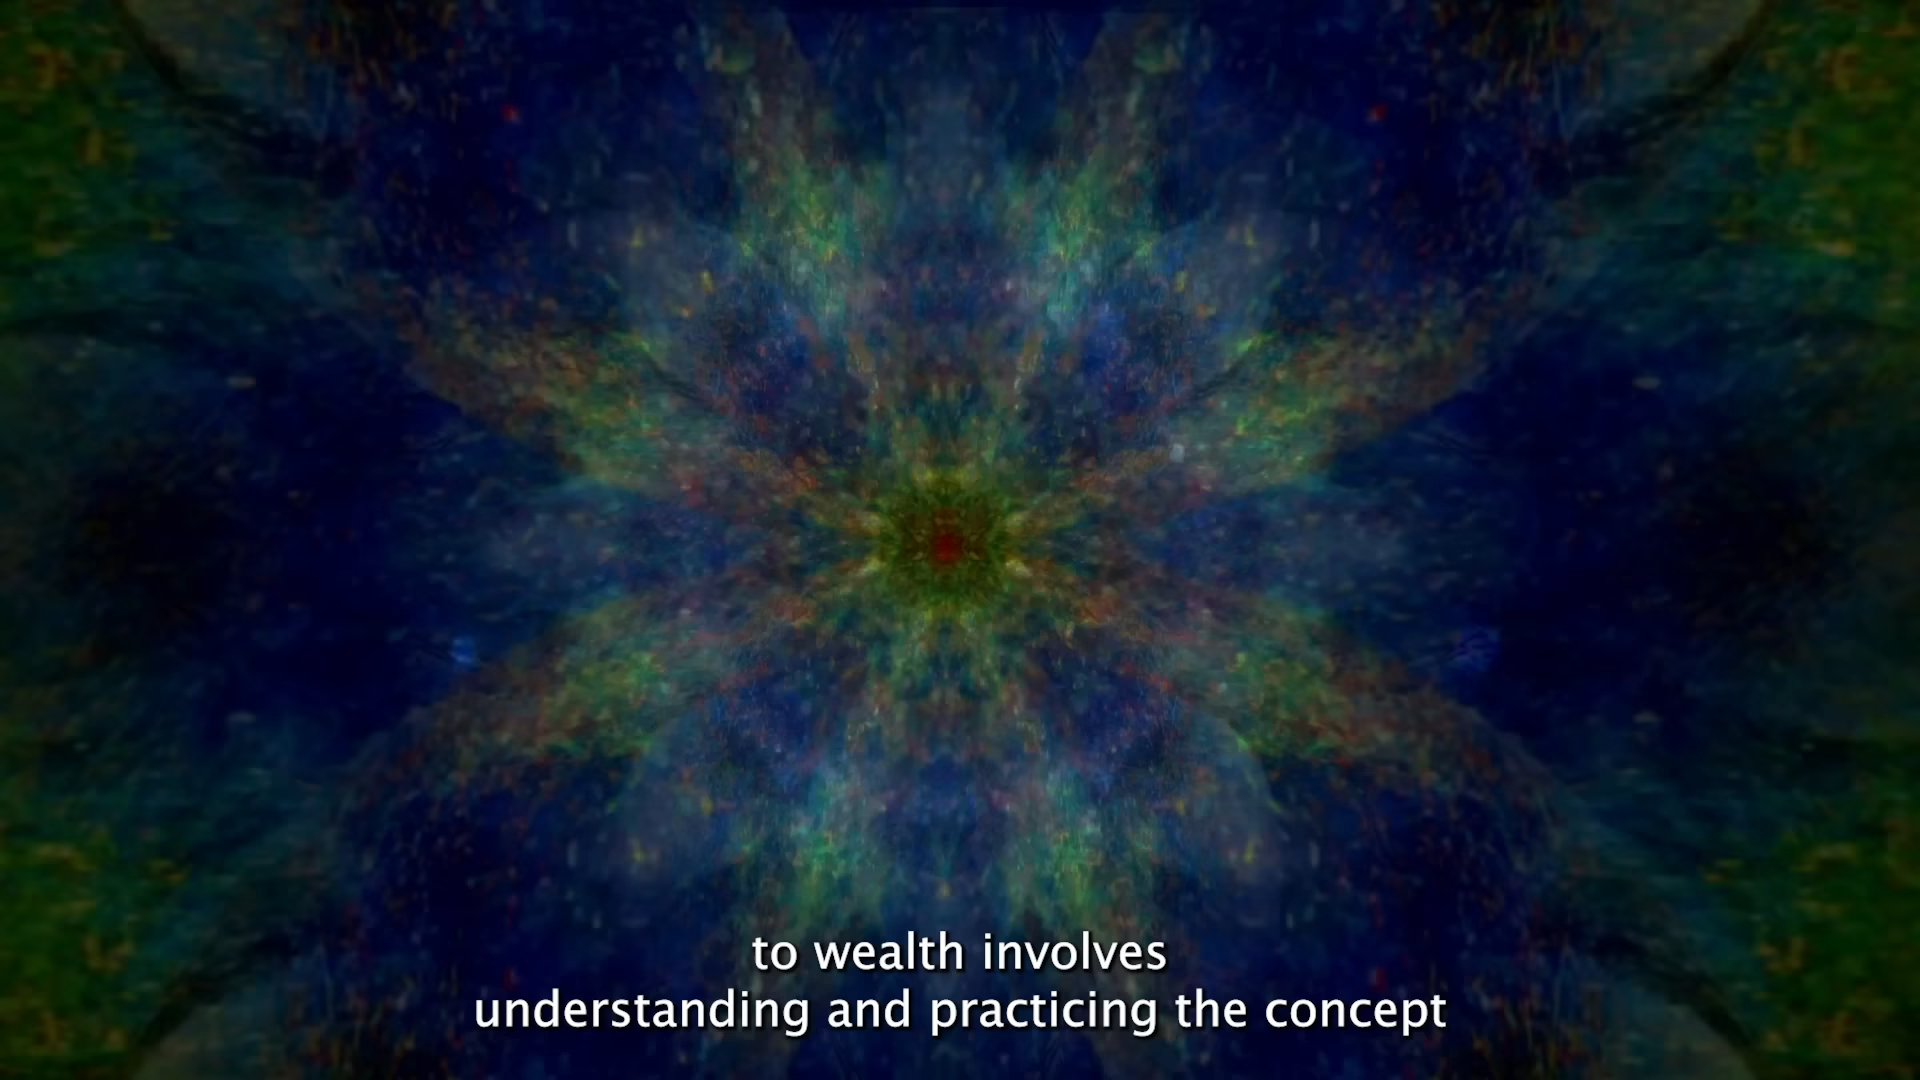 to wealth involves
understanding and practicing the concept